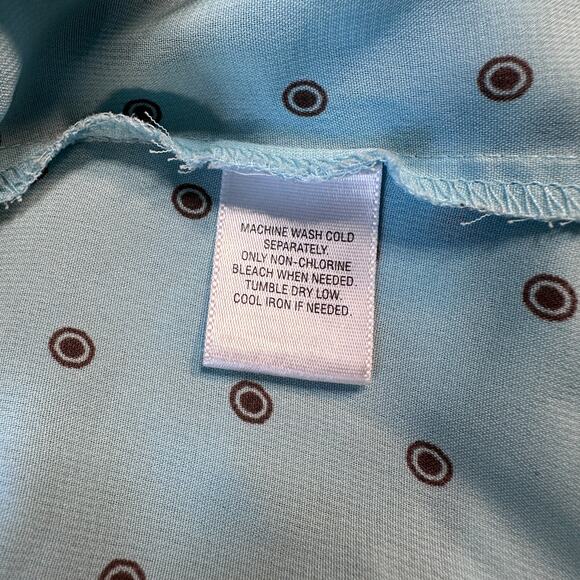 MACHINE WASH COLD
SEPARATELY.
ONLY NON-CHLORINE
BLEACH WHEN NEEDED.
TUMBLE DRY LOW.
COOL IRON IF NEEDED.